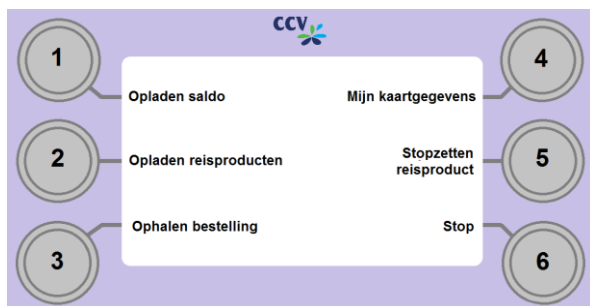 CCV
1
4
Opladen saldo
Mijn kaartgegevens
2
Opladen reisproducten
Stopzetten
reisproduct
5
Ophalen bestelling
Stop
3
6